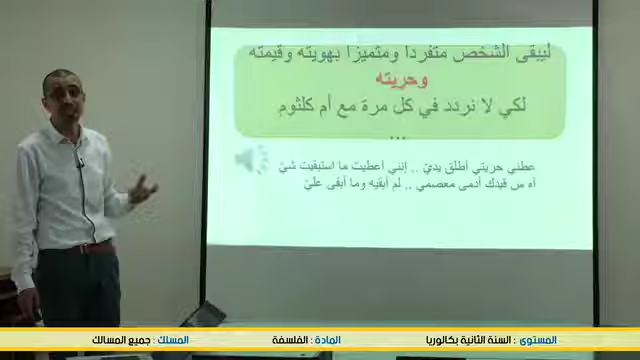 ليبقى الشخص متفردا ومتميزا بهويته وقيمته
وحريته
لكي لا نردد في كل مرة مع أم كلثوم
...
عطني حريتي أطلق يديّ .. إنني أعطيت ما استبقيت شيّ
آه س قيدك أدمى معصمي .. لم أبقيه وما أبقى عليّ
المستوى : السنة الثانية بكالوريا
المادة : الفلسفة
المسلك : جميع المسالك